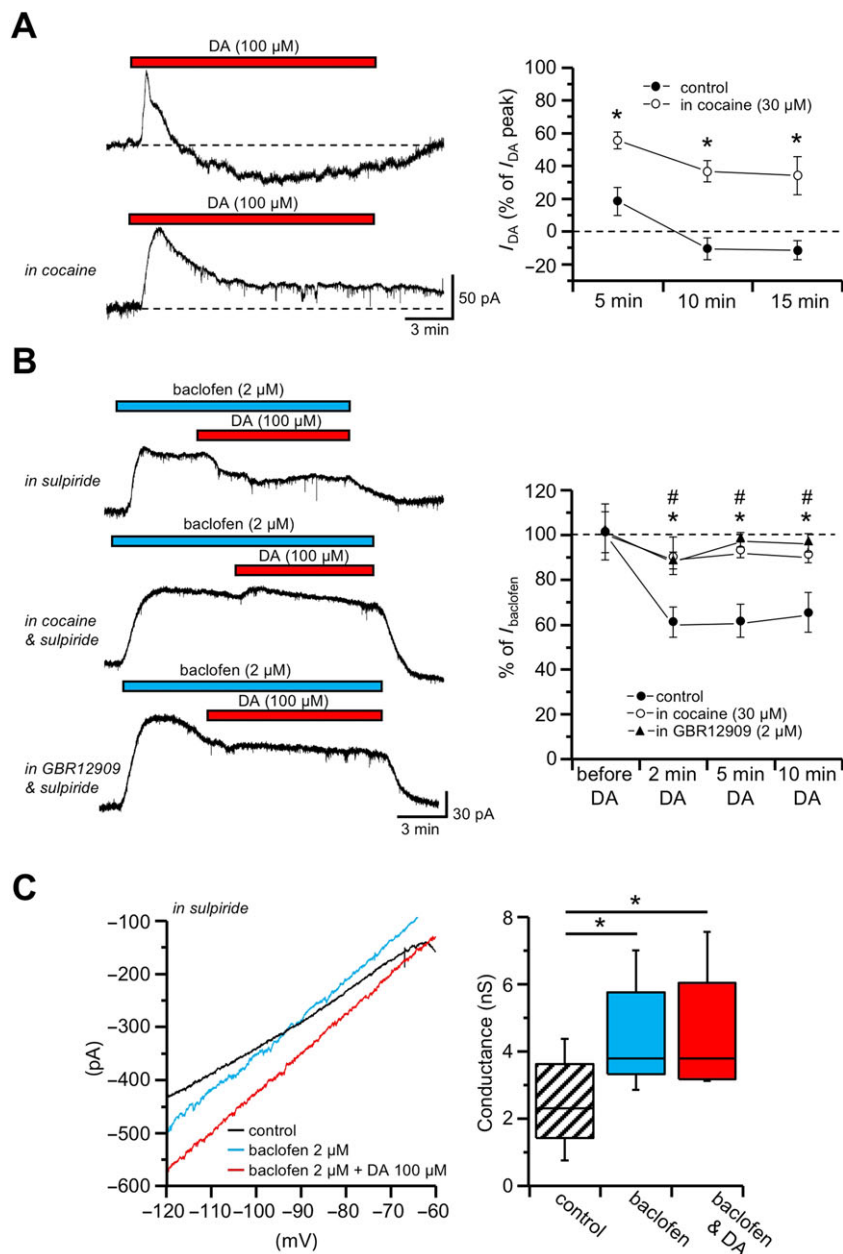 A
DA (100 µM)
DA (100 µM)
in cocaine
50 pA
3 min
100
80
60
40
20
0
−20
I_DA (% of I_DA peak)
control
in cocaine (30 µM)
*
*
*
5 min
10 min
15 min
B
baclofen (2 µM)
DA (100 µM)
in sulpiride
baclofen (2 µM)
DA (100 µM)
in cocaine
& sulpiride
baclofen (2 µM)
DA (100 µM)
in GBR12909
& sulpiride
30 pA
3 min
120
100
80
60
40
20
0
% of I_baclofen
# # #
* * *
control
in cocaine (30 µM)
in GBR12909 (2 µM)
before 2 min 5 min 10 min
DA DA DA DA
C
in sulpiride
−100
−200
−300
−400
−500
−600
(pA)
control
baclofen 2 µM
baclofen 2 µM + DA 100 µM
−120 −110 −100 −90 −80 −70 −60
(mV)
*
*
8
6
4
2
0
Conductance (nS)
control
baclofen
baclofen
& DA